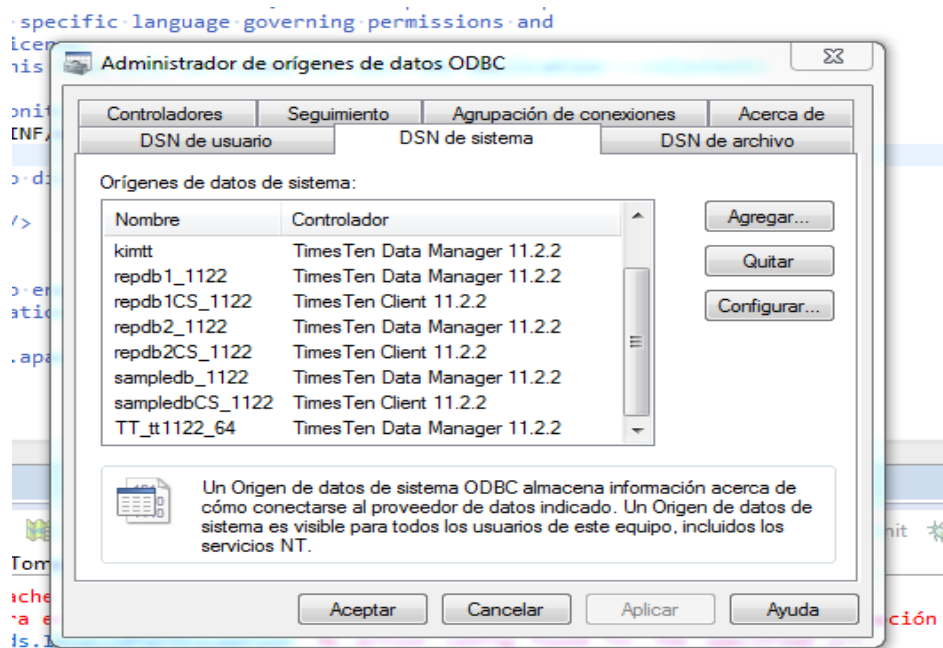 specific language governing permissions and
Administrador de orígenes de datos ODBC
Controladores Seguimiento Agrupación de conexiones Acerca de
DSN de usuario DSN de sistema DSN de archivo
Orígenes de datos de sistema:
Nombre Controlador
kimtt TimesTen Data Manager 11.2.2
repdb1_1122 TimesTen Data Manager 11.2.2
repdb1CS_1122 TimesTen Client 11.2.2
repdb2_1122 TimesTen Data Manager 11.2.2
repdb2CS_1122 TimesTen Client 11.2.2
sampledb_1122 TimesTen Data Manager 11.2.2
sampledbCS_1122 TimesTen Client 11.2.2
TT_tt1122_64 TimesTen Data Manager 11.2.2
Agregar...
Quitar
Configurar...
Un Origen de datos de sistema ODBC almacena información acerca de
cómo conectarse al proveedor de datos indicado. Un Origen de datos de
sistema es visible para todos los usuarios de este equipo, incluidos los
servicios NT.
Aceptar Cancelar Aplicar Ayuda